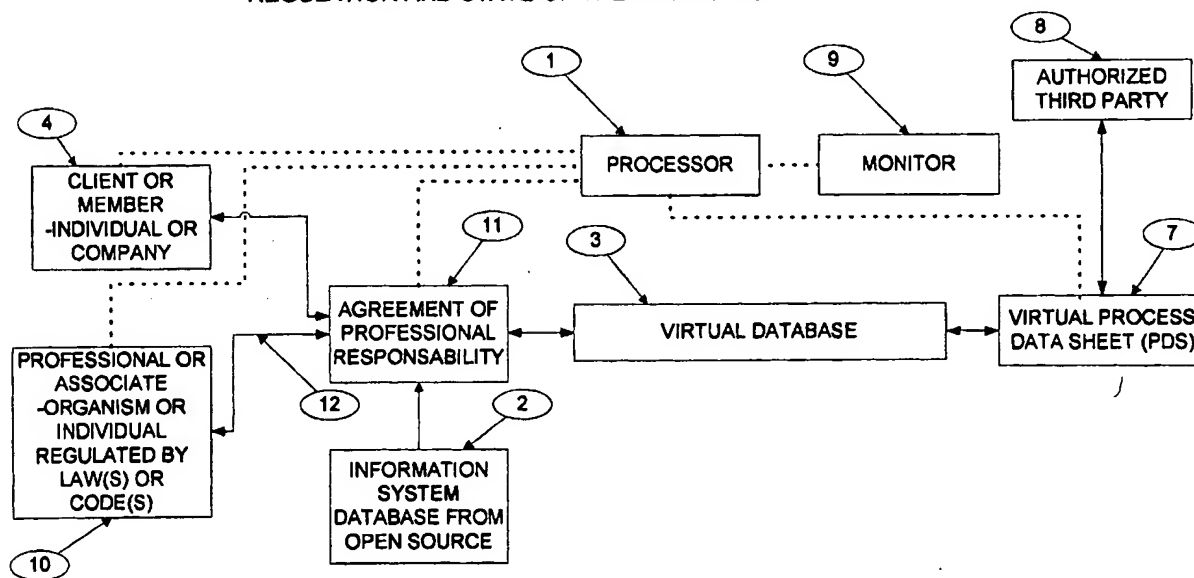 8
1
9
AUTHORIZED
THIRD PARTY
4
PROCESSOR
MONITOR
CLIENT OR
MEMBER
-INDIVIDUAL OR
COMPANY
11
3
7
AGREEMENT OF
PROFESSIONAL
RESPONSABILITY
VIRTUAL DATABASE
VIRTUAL PROCESS
DATA SHEET (PDS)
PROFESSIONAL OR
ASSOCIATE
-ORGANISM OR
INDIVIDUAL
REGULATED BY
LAW(S) OR
CODE(S)
12
2
INFORMATION
SYSTEM
DATABASE FROM
OPEN SOURCE
10